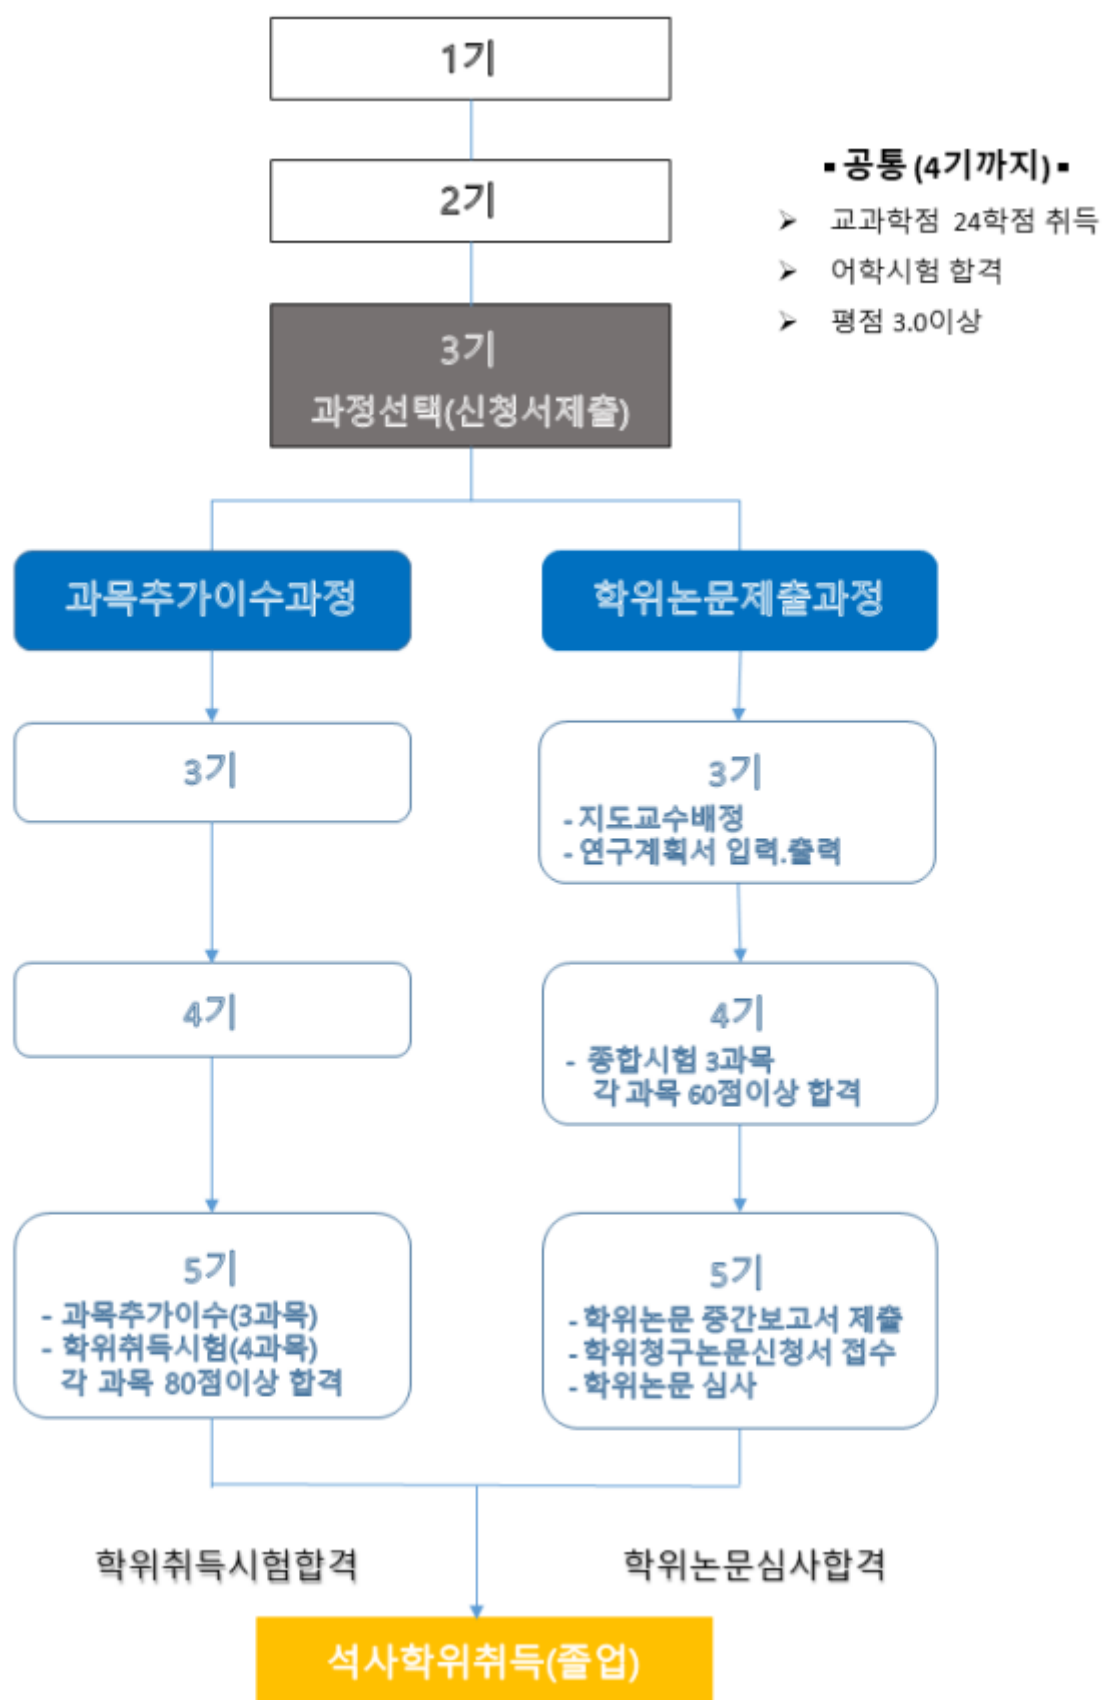 1기
2기
▪ 공통 (4기까지) ▪
➢ 교과학점 24학점 취득
➢ 어학시험 합격
➢ 평점 3.0이상
3기
과정선택(신청서제출)
과목추가이수과정
3기
4기
5기
- 과목추가이수(3과목)
- 학위취득시험(4과목)
각 과목 80점이상 합격
학위논문제출과정
3기
- 지도교수배정
- 연구계획서 입력.출력
4기
- 종합시험 3과목
각 과목 60점이상 합격
5기
- 학위논문 중간보고서 제출
- 학위청구논문신청서 접수
- 학위논문 심사
학위취득시험합격
학위논문심사합격
석사학위취득(졸업)